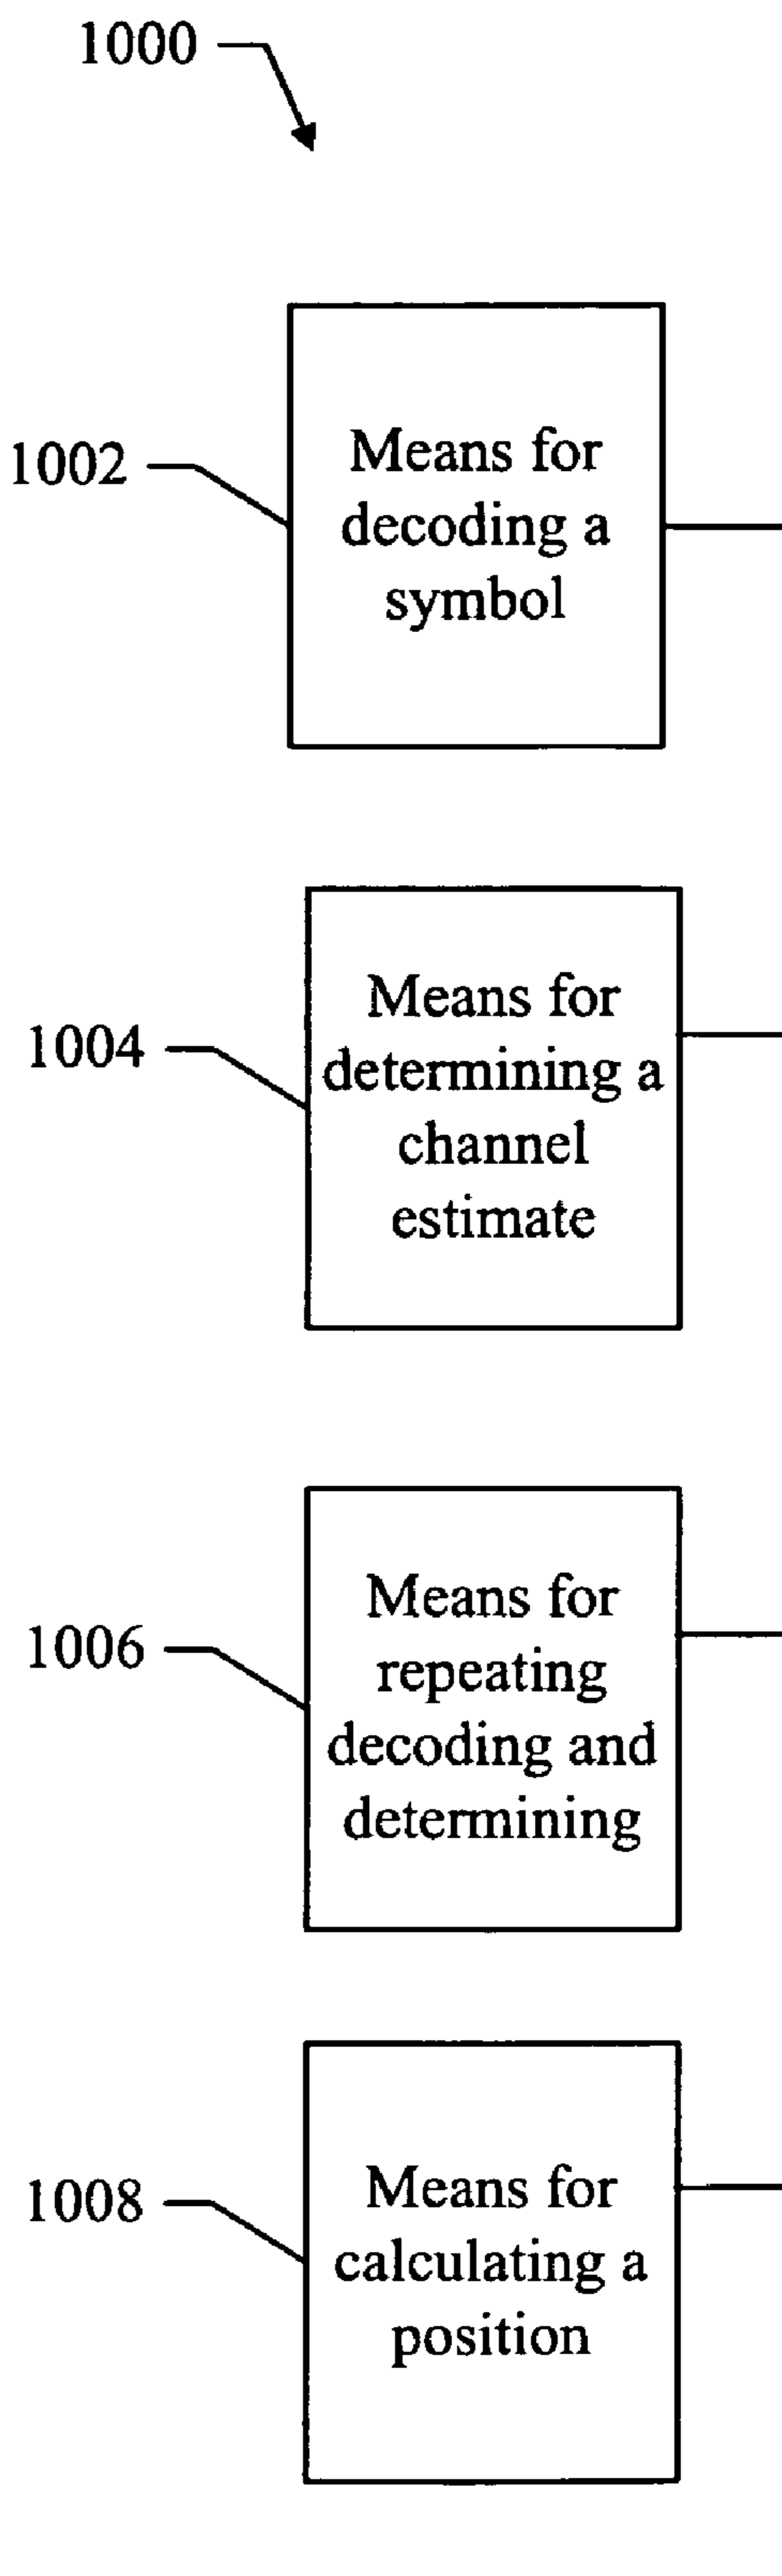 1000
1002
Means for
decoding a
symbol
1004
Means for
determining a
channel
estimate
1006
Means for
repeating
decoding and
determining
1008
Means for
calculating a
position